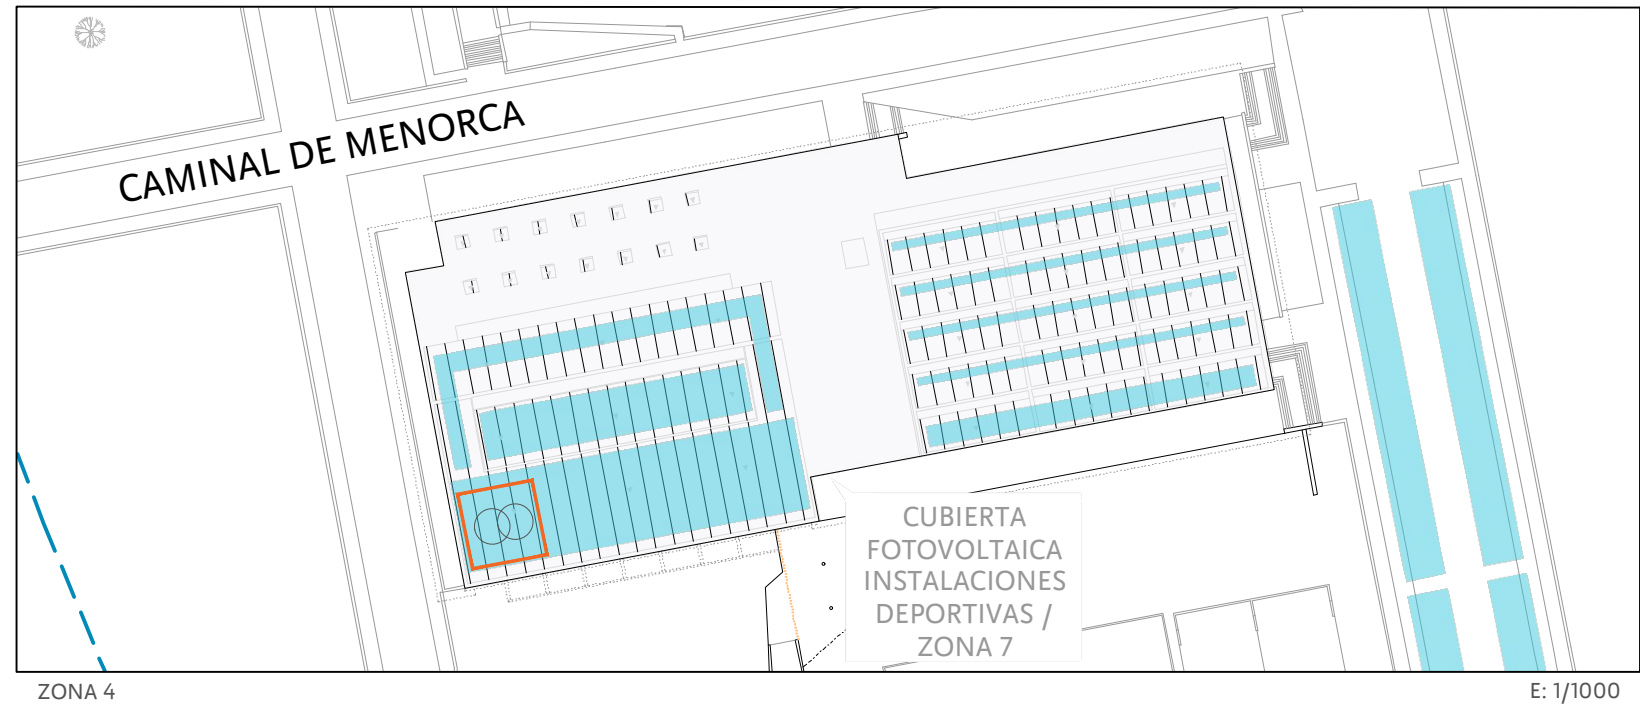 CAMINAL DE MENORCA
CUBIERTA
FOTOVOLTAICA
INSTALACIONES
DEPORTIVAS /
ZONA 7
ZONA 4
E: 1/1000